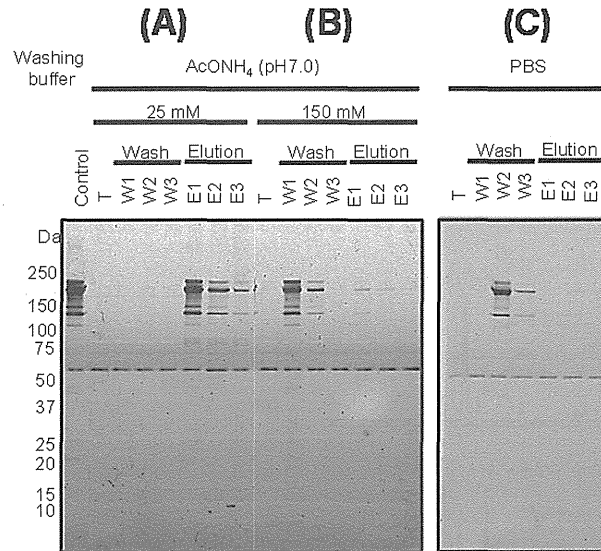 (A) (B) (C)
Washing buffer AcONH4 (pH7.0) PBS
25 mM 150 mM
Wash Elution Wash Elution Wash Elution
Control T W1 W2 W3 E1 E2 E3 T W1 W2 W3 E1 E2 E3 T W1 W2 W3 E1 E2 E3
Da
250
150
100
75
50
37
25
20
15
10